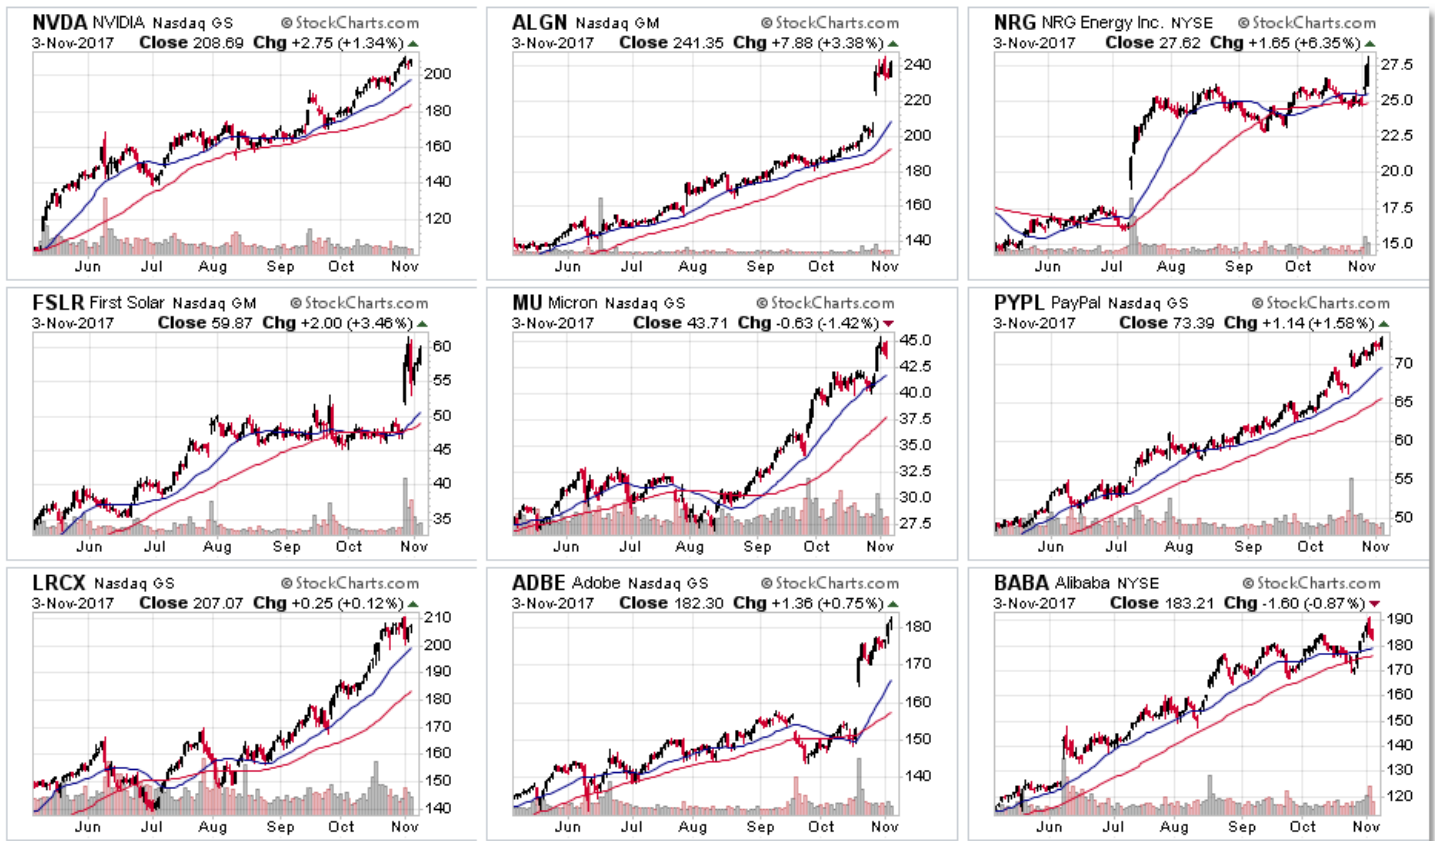 NVDA NVIDIA Nasdaq GS © StockCharts.com
3-Nov-2017 Close 208.69 Chg +2.75 (+1.34%)
200
180
160
140
120
Jun Jul Aug Sep Oct Nov
ALGN Nasdaq GM © StockCharts.com
3-Nov-2017 Close 241.35 Chg +7.88 (+3.38%)
240
220
200
180
160
140
Jun Jul Aug Sep Oct Nov
NRG NRG Energy Inc. NYSE © StockCharts.com
3-Nov-2017 Close 27.62 Chg +1.65 (+6.35%)
27.5
25.0
22.5
20.0
17.5
15.0
Jun Jul Aug Sep Oct Nov
FSLR First Solar Nasdaq GM © StockCharts.com
3-Nov-2017 Close 59.87 Chg +2.00 (+3.46%)
60
55
50
45
40
35
Jun Jul Aug Sep Oct Nov
MU Micron Nasdaq GS © StockCharts.com
3-Nov-2017 Close 43.71 Chg -0.63 (-1.42%)
45.0
42.5
40.0
37.5
35.0
32.5
30.0
27.5
Jun Jul Aug Sep Oct Nov
PYPL PayPal Nasdaq GS © StockCharts.com
3-Nov-2017 Close 73.39 Chg +1.14 (+1.58%)
70
65
60
55
50
Jun Jul Aug Sep Oct Nov
LRCX Nasdaq GS © StockCharts.com
3-Nov-2017 Close 207.07 Chg +0.25 (+0.12%)
210
200
190
180
170
160
150
140
Jun Jul Aug Sep Oct Nov
ADBE Adobe Nasdaq GS © StockCharts.com
3-Nov-2017 Close 182.30 Chg +1.36 (+0.75%)
180
170
160
150
140
Jun Jul Aug Sep Oct Nov
BABA Alibaba NYSE © StockCharts.com
3-Nov-2017 Close 183.21 Chg -1.60 (-0.87%)
190
180
170
160
150
140
130
120
Jun Jul Aug Sep Oct Nov